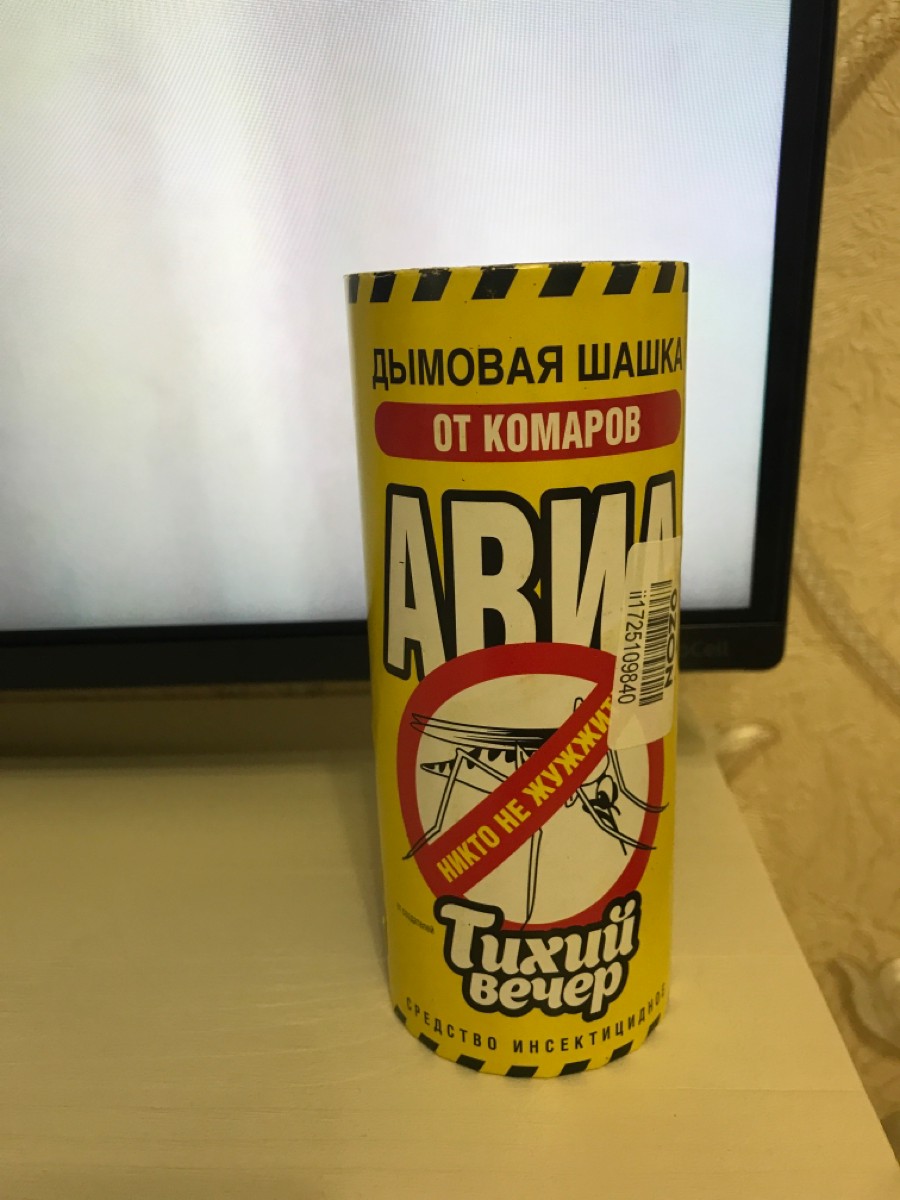 ДЫМОВАЯ ШАШКА
ОТ КОМАРОВ
АВИА
OZON
ii1725109840
НИКТО НЕ ЖУЖЖИТ
Тихий
вечер
СРЕДСТВО ИНСЕКТИЦИДНОЕ